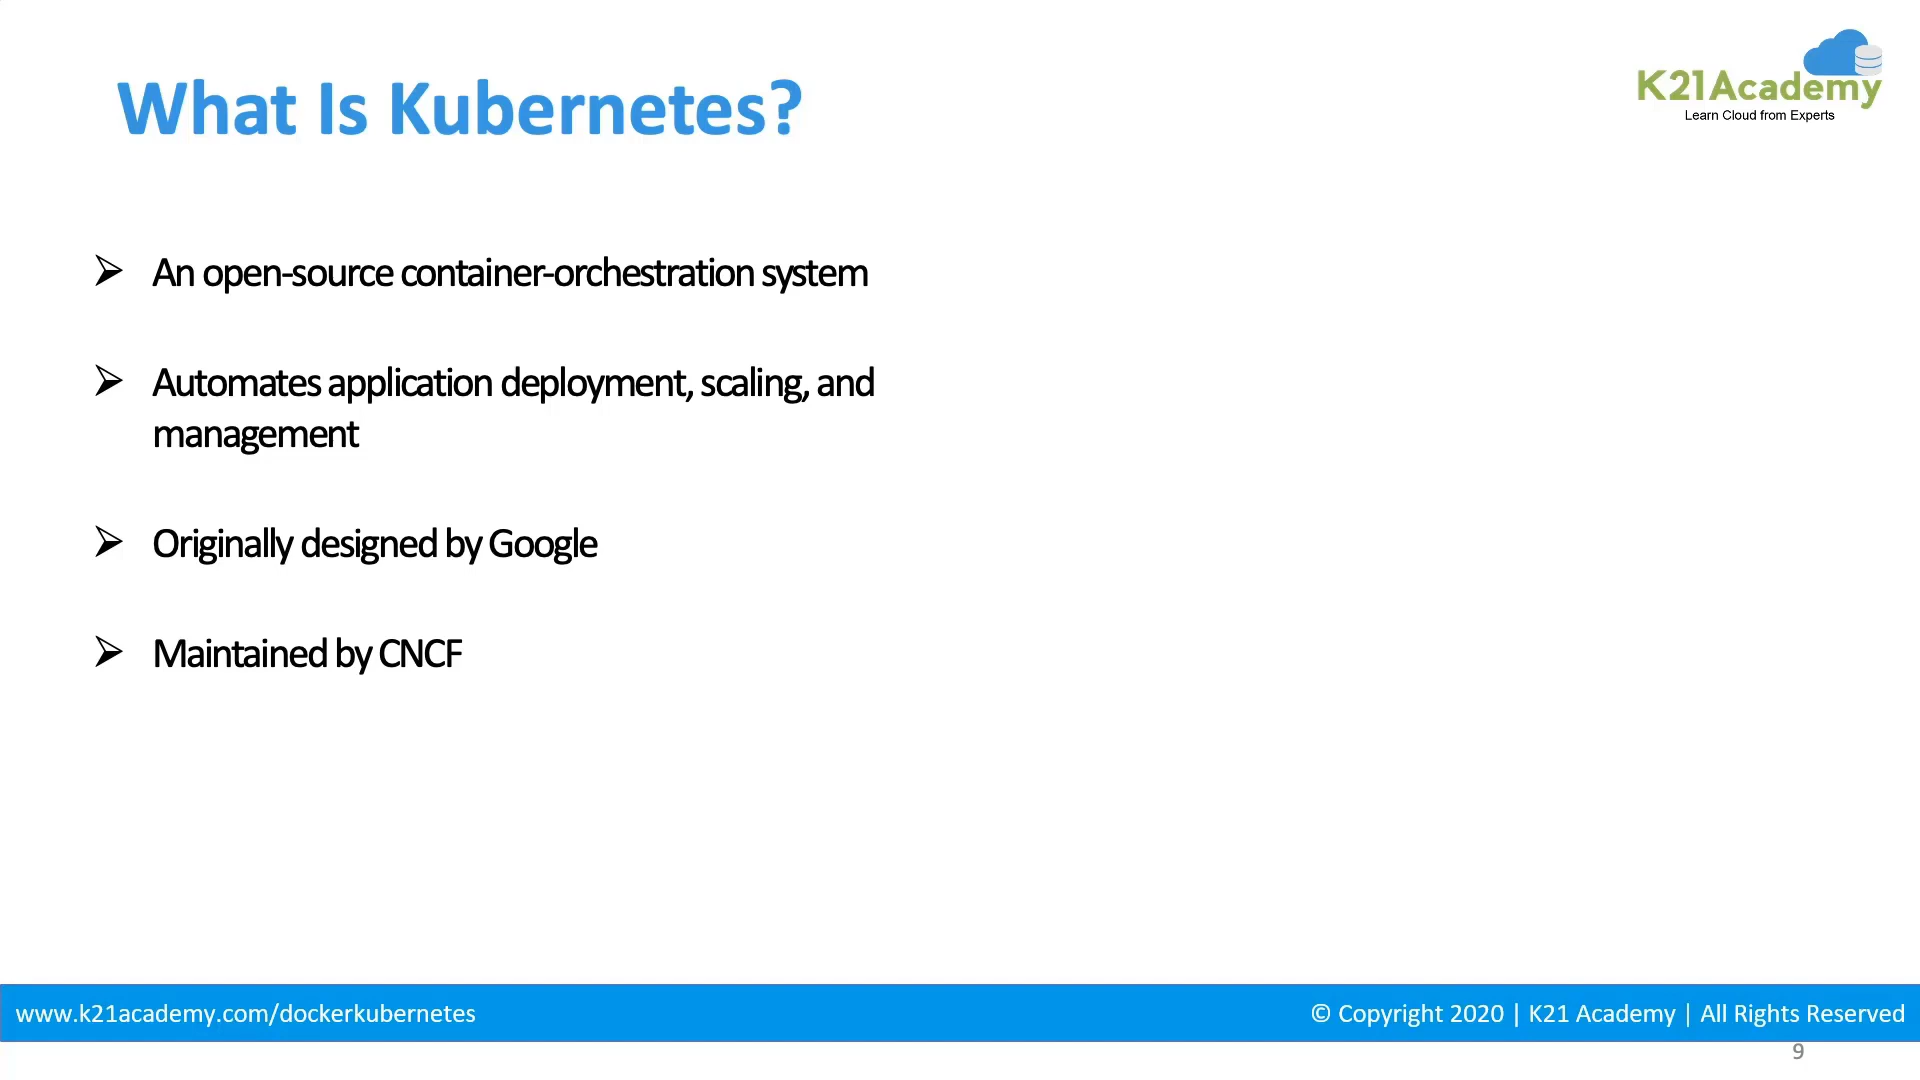 What Is Kubernetes?
K21Academy
Learn Cloud from Experts
➢ An open-source container-orchestration system
➢ Automates application deployment, scaling, and
management
➢ Originally designed by Google
➢ Maintained by CNCF
www.k21academy.com/dockerkubernetes
© Copyright 2020 | K21 Academy | All Rights Reserved
9